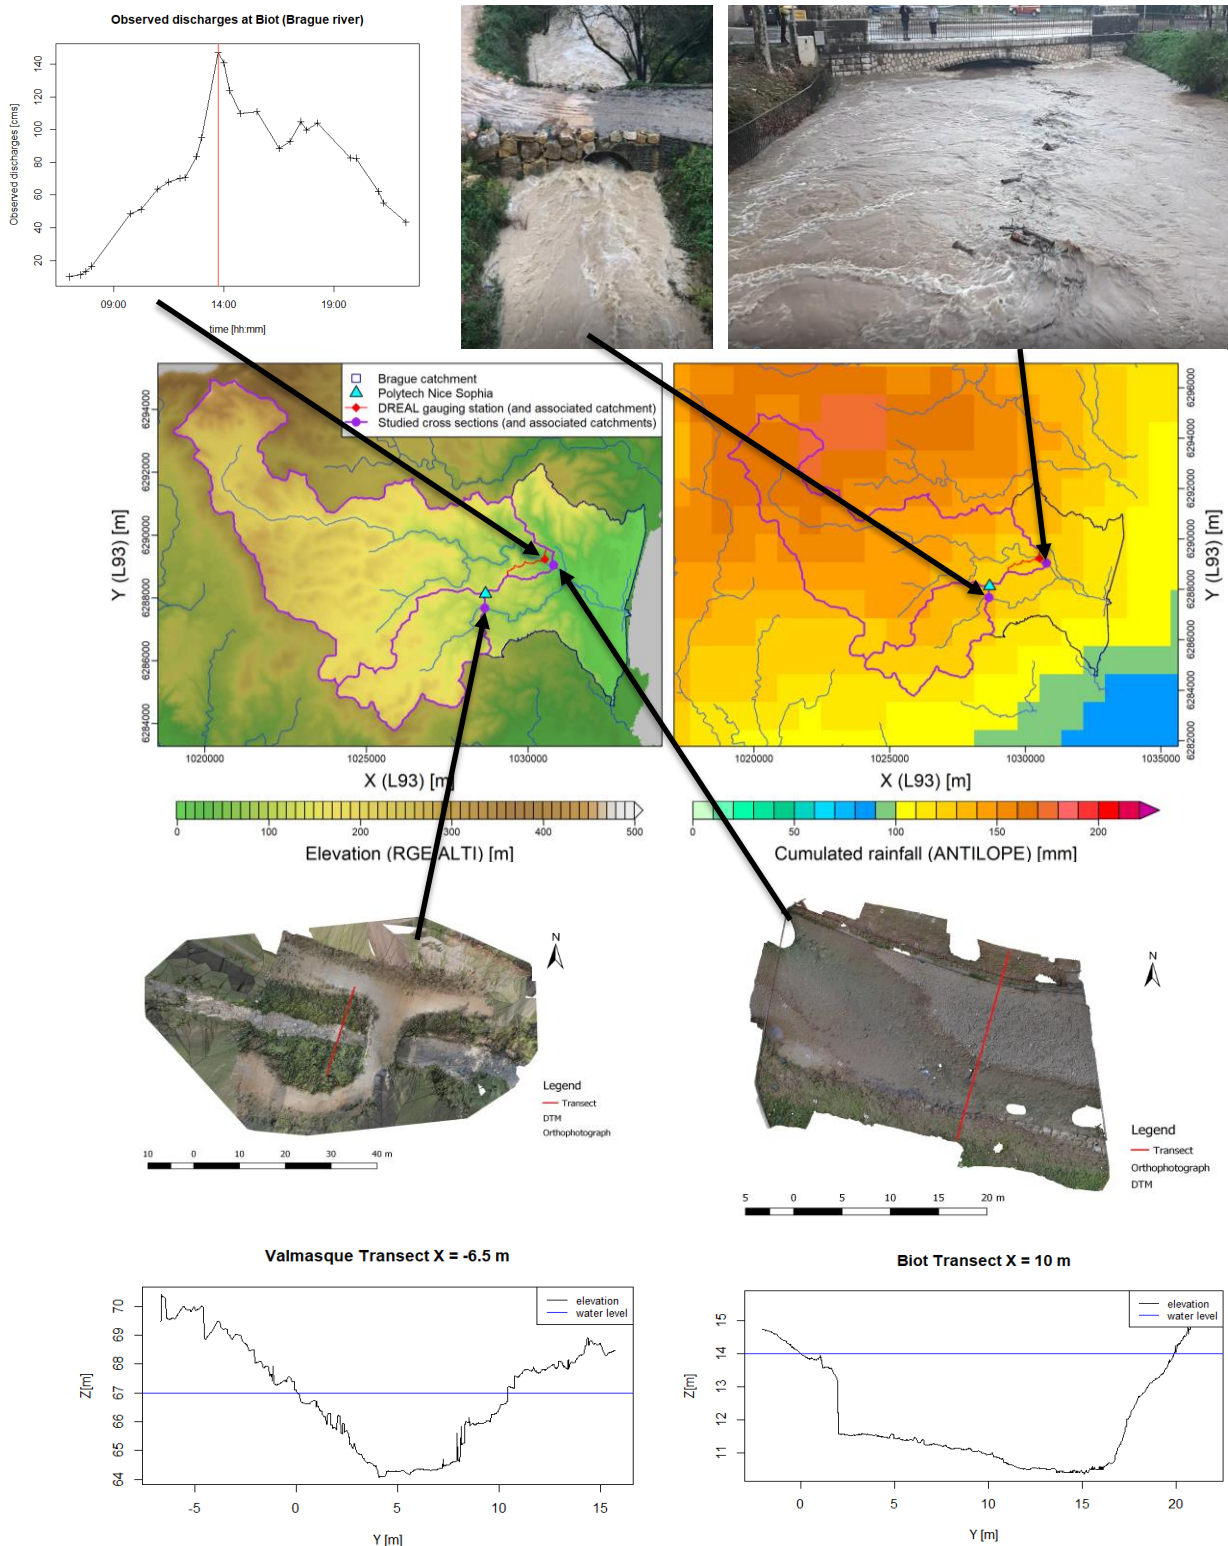 Observed discharges at Biot (Brague river)
Observed discharges [cms]
140
120
100
80
60
40
20
09:00 14:00 19:00
time [hh:mm]
Brague catchment
Polytech Nice Sophia
DREAL gauging station (and associated catchment)
Studied cross sections (and associated catchments)
Y (L93) [m]
6294000
6292000
6290000
6288000
6286000
6284000
1020000 1025000 1030000
X (L93) [m]
0 100 200 300 400 500
Elevation (RGE ALTI) [m]
6296000
6294000
6292000
6290000
6288000
6286000
6284000
6282000
Y (L93) [m]
1020000 1025000 1030000 1035000
X (L93) [m]
0 50 100 150 200
Cumulated rainfall (ANTILOPE) [mm]
N
Legend
Transect
DTM
Orthophotograph
10 0 10 20 30 40 m
N
Legend
Transect
Orthophotograph
DTM
5 0 5 10 15 20 m
Valmasque Transect X = -6.5 m
elevation
water level
Z[m]
70
69
68
67
66
65
64
-5 0 5 10 15
Y [m]
Biot Transect X = 10 m
elevation
water level
Z[m]
15
14
13
12
11
0 5 10 15 20
Y [m]